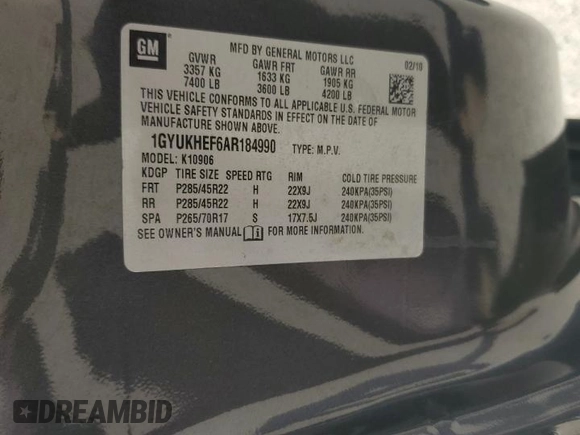 GM
MFD BY GENERAL MOTORS LLC
GVWR GAWR FRT GAWR RR 02/10
3357 KG 1633 KG 1905 KG
7400 LB 3600 LB 4200 LB
THIS VEHICLE CONFORMS TO ALL APPLICABLE U.S. FEDERAL MOTOR
VEHICLE SAFETY STANDARDS IN EFFECT ON THE DATE OF
MANUFACTURE SHOWN ABOVE.
1GYUKHEF6AR184990 TYPE: M.P.V.
MODEL: K10906
KDGP TIRE SIZE SPEED RTG RIM COLD TIRE PRESSURE
FRT P285/45R22 H 22X9J 240KPA(35PSI)
RR P285/45R22 H 22X9J 240KPA(35PSI)
SPA P265/70R17 S 17X7.5J 240KPA(35PSI)
SEE OWNER'S MANUAL FOR MORE INFORMATION.
DREAMBID